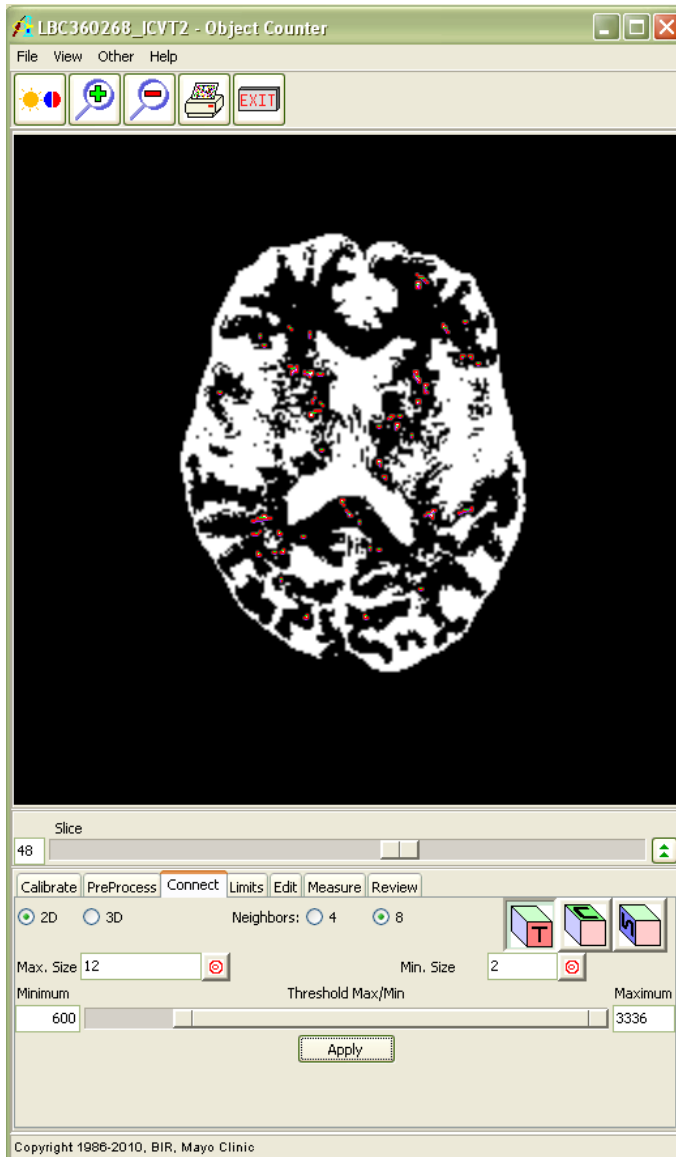 LBC360268_ICVT2 - Object Counter
File View Other Help
EXIT
Slice
48
Calibrate PreProcess Connect Limits Edit Measure Review
2D 3D Neighbors: 4 8
T
Max. Size 12 Min. Size 2
Minimum Threshold Max/Min Maximum
600 3336
Apply
Copyright 1986-2010, BIR, Mayo Clinic